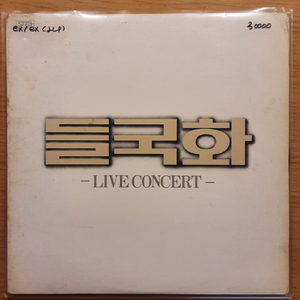 ex/ex (2LP)
30000
들국화
- LIVE CONCERT -